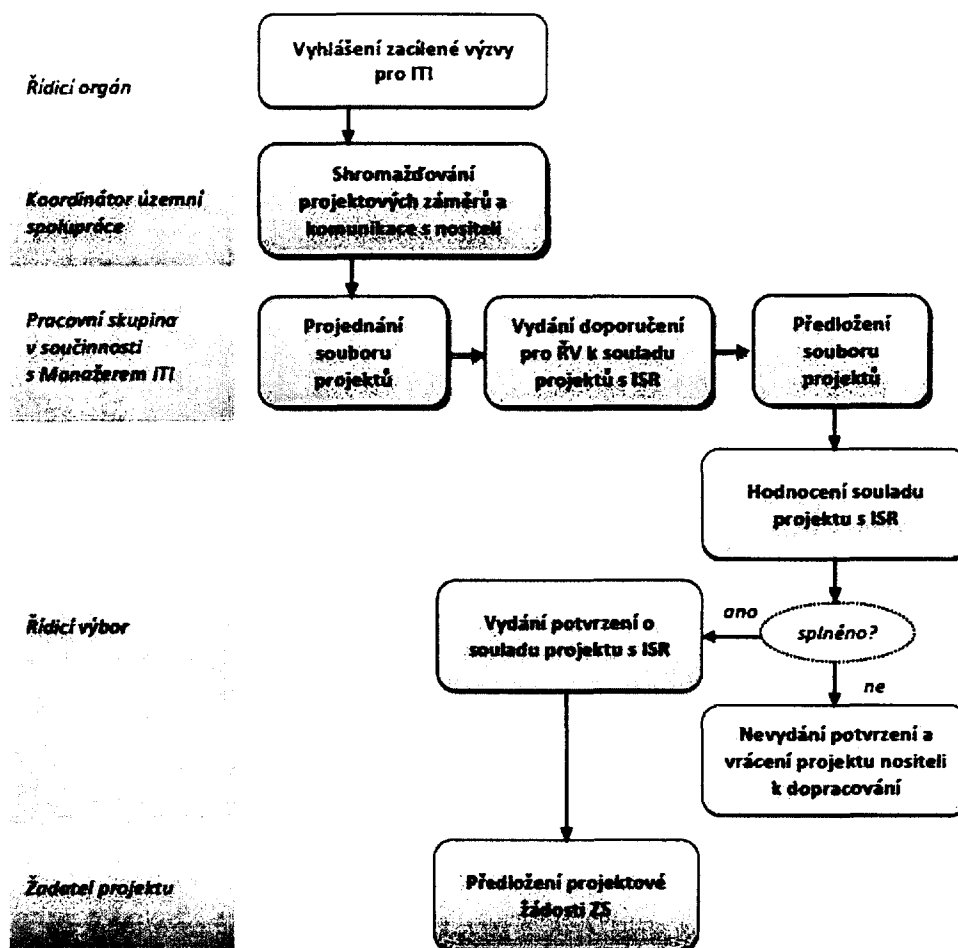 Vyhlášení zacílené výzvy
pro ITI
Řídicí orgán
Shromažďování
projektových záměrů a
komunikace s nositeli
Koordinátor územní
spolupráce
Pracovní skupina
v součinnosti
s Manažerem ITI
Projednání
souboru
projektů
Vydání doporučení
pro ŘV k souladu
projektů s ISR
Předložení
souboru
projektů
Hodnocení souladu
projektu s ISR
Řídicí výbor
Vydání potvrzení o
souladu projektu s ISR
ano
splněno?
ne
Nevydání potvrzení a
vrácení projektu nositeli
k dopracování
Žadatel projektu
Předložení projektové
žádosti ZS